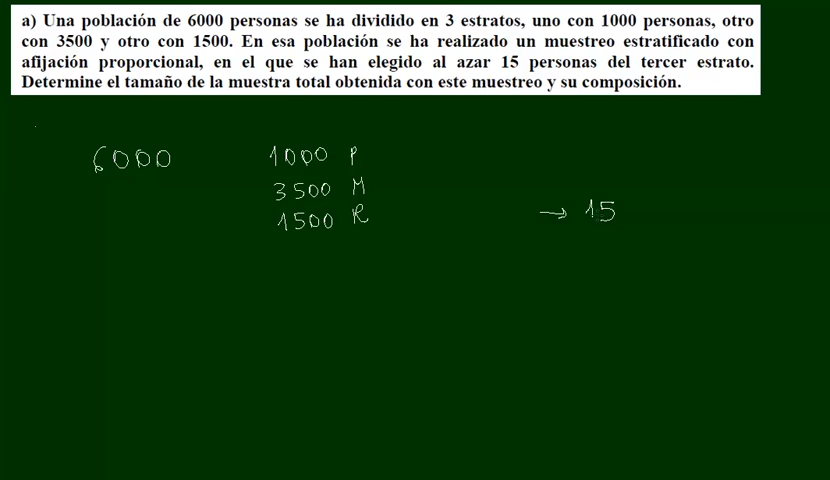 a) Una población de 6000 personas se ha dividido en 3 estratos, uno con 1000 personas, otro
con 3500 y otro con 1500. En esa población se ha realizado un muestreo estratificado con
afijación proporcional, en el que se han elegido al azar 15 personas del tercer estrato.
Determine el tamaño de la muestra total obtenida con este muestreo y su composición.
6000 1000 P
3500 M
1500 R → 15